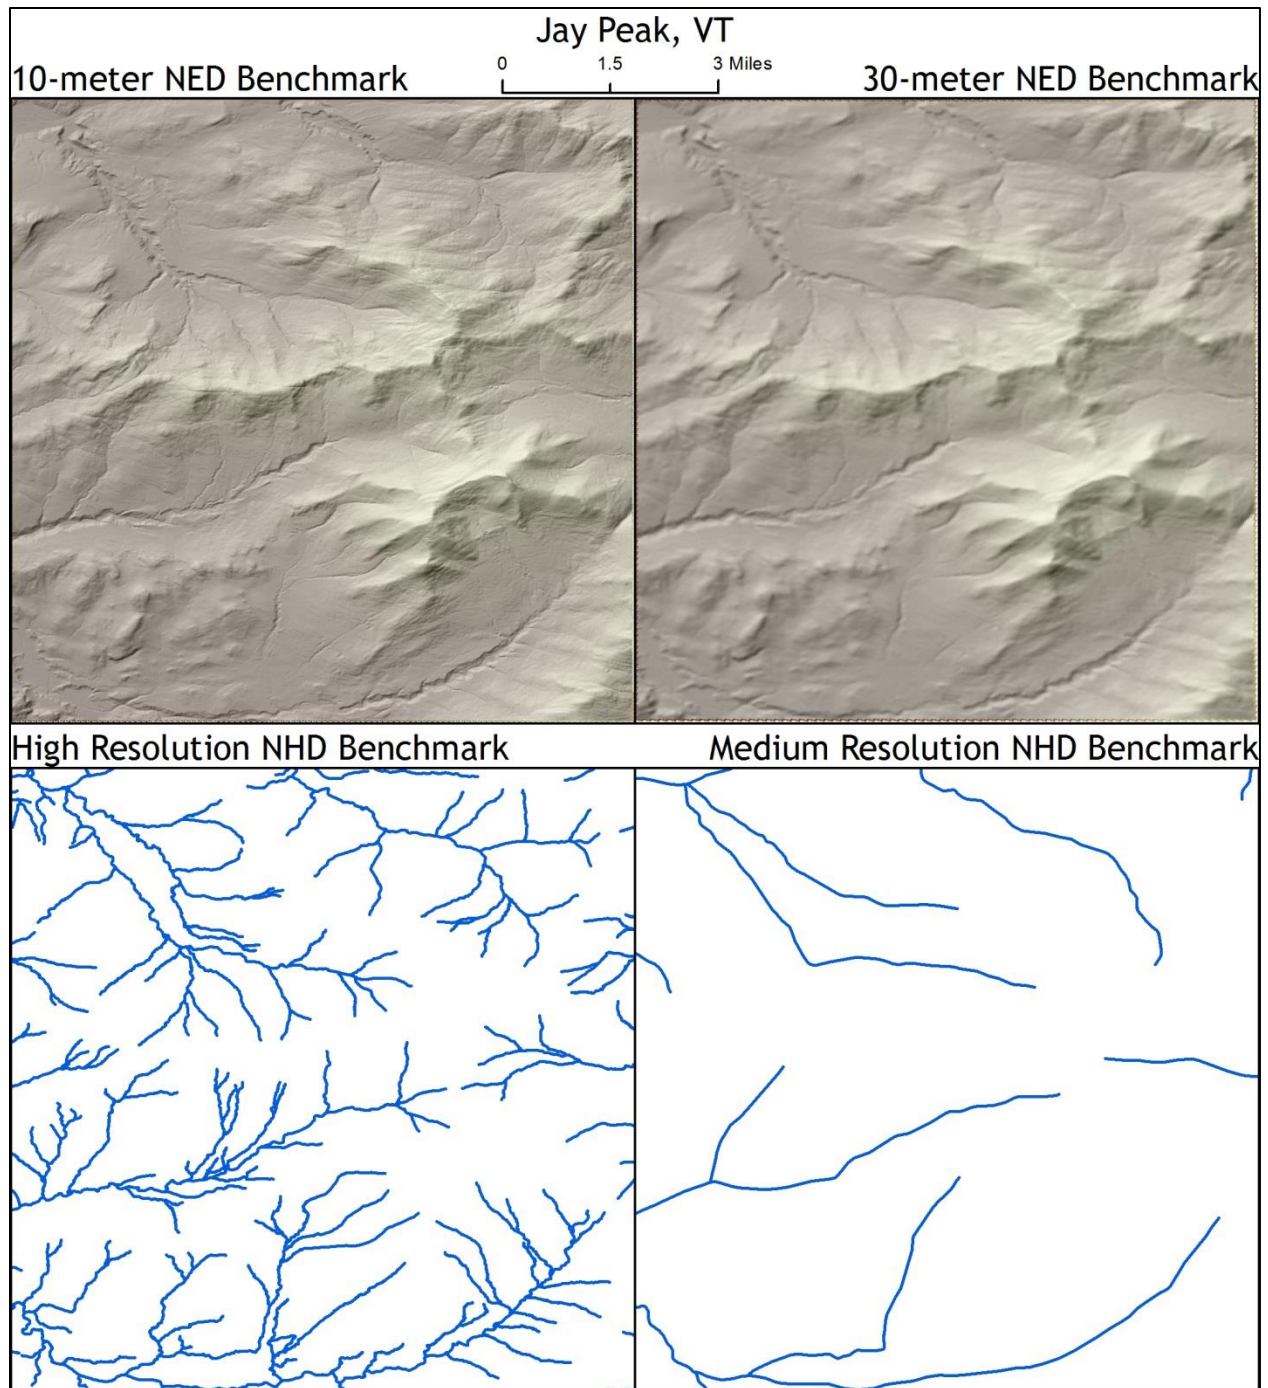 Jay Peak, VT
0 1.5 3 Miles
10-meter NED Benchmark
30-meter NED Benchmark
High Resolution NHD Benchmark
Medium Resolution NHD Benchmark